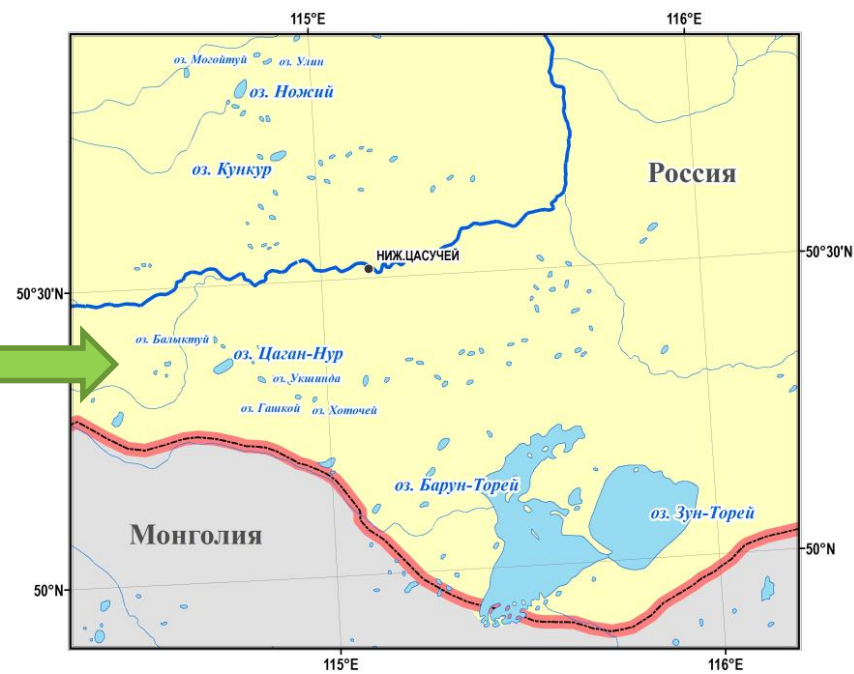 115°E
116°E
оз. Могойтуй
оз. Улин
оз. Ножий
оз. Кункур
Россия
НИЖ.ЦАСУЧЕЙ
50°30'N
50°30'N
оз. Балыктуй
оз. Цаган-Нур
оз. Укшинда
оз. Гашкой
оз. Хоточей
оз. Барун-Торей
оз. Зун-Торей
Монголия
50°N
50°N
115°E
116°E